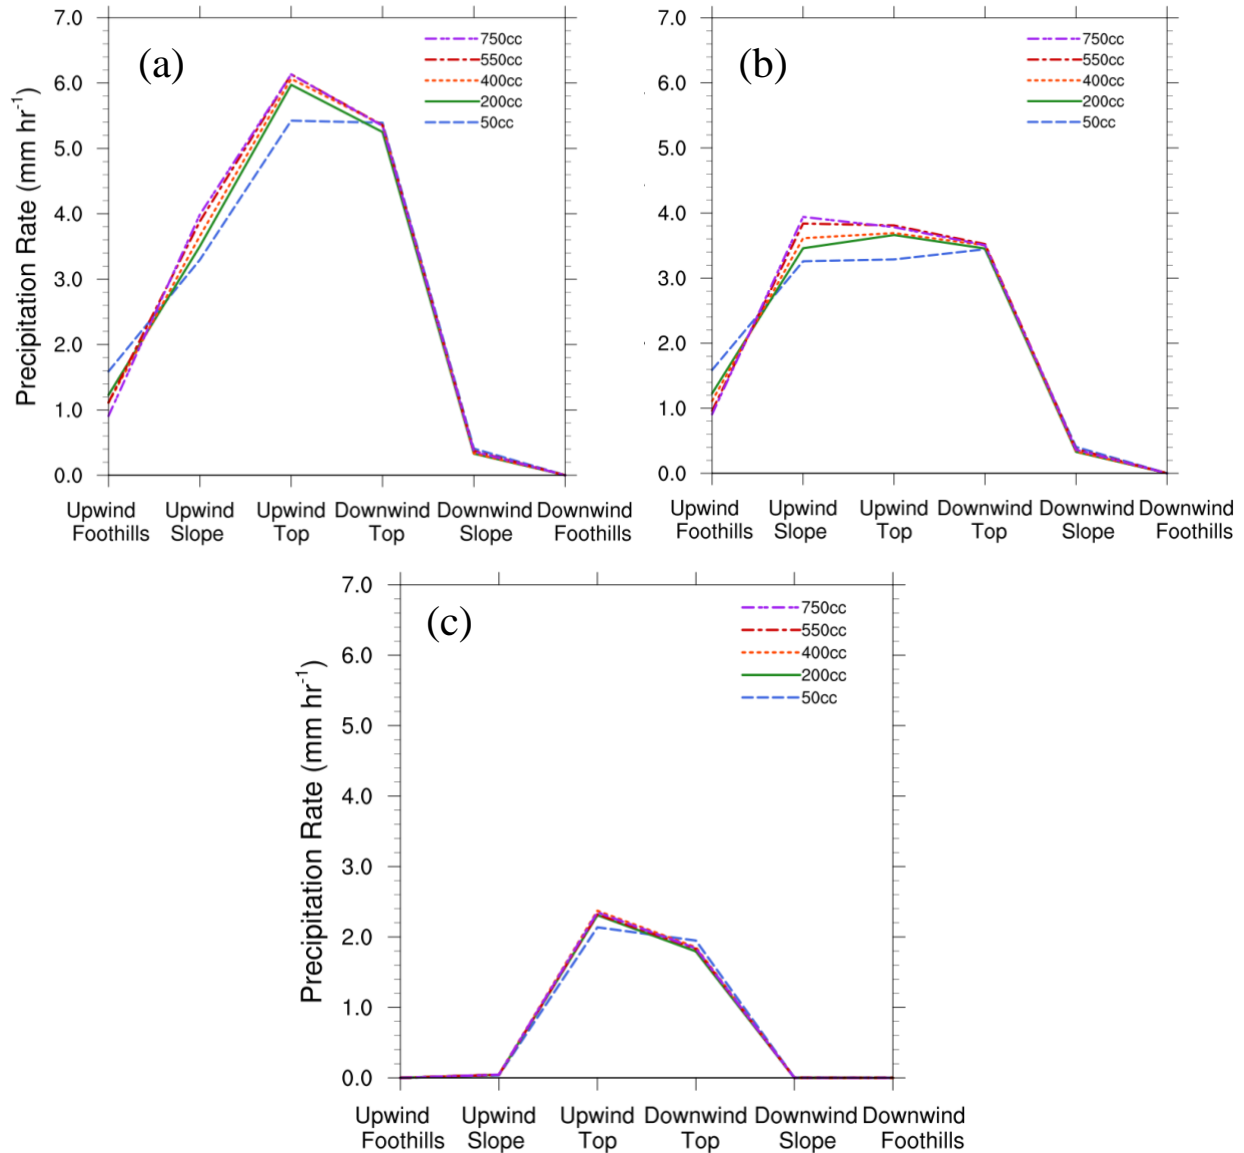 (a)
750cc
550cc
400cc
200cc
50cc
7.0
6.0
5.0
4.0
3.0
2.0
1.0
0.0
Precipitation Rate (mm hr⁻¹)
Upwind Foothills
Upwind Slope
Upwind Top
Downwind Top
Downwind Slope
Downwind Foothills
(b)
750cc
550cc
400cc
200cc
50cc
7.0
6.0
5.0
4.0
3.0
2.0
1.0
0.0
Upwind Foothills
Upwind Slope
Upwind Top
Downwind Top
Downwind Slope
Downwind Foothills
(c)
750cc
550cc
400cc
200cc
50cc
7.0
6.0
5.0
4.0
3.0
2.0
1.0
0.0
Precipitation Rate (mm hr⁻¹)
Upwind Foothills
Upwind Slope
Upwind Top
Downwind Top
Downwind Slope
Downwind Foothills